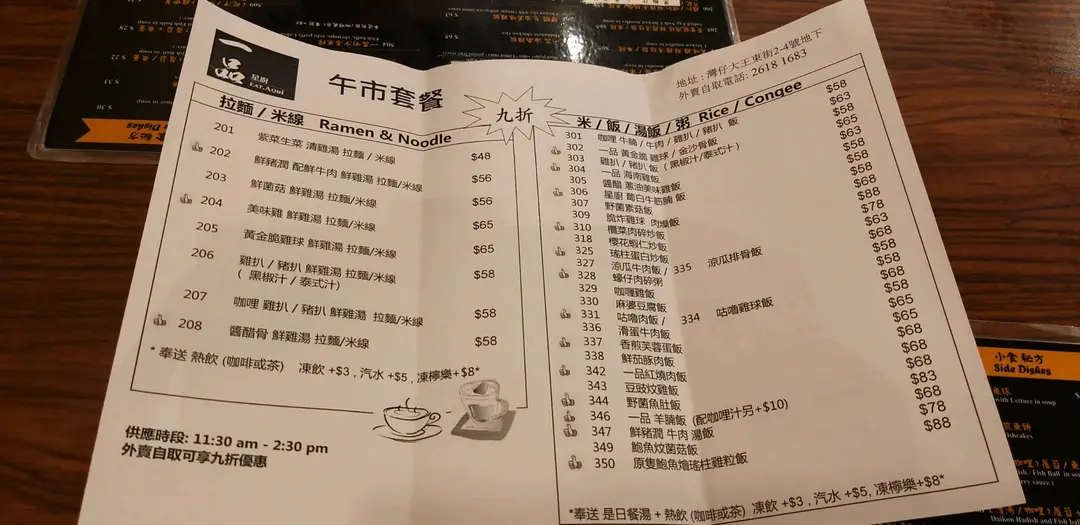 一品
星廚
EAT.AQui
午市套餐
九折
地址 : 灣仔大王東街2-4號地下
外賣自取電話: 2618 1683
拉麵 / 米線 Ramen & Noodle
201 紫菜生菜 清雞湯 拉麵 / 米線 $48
202 鮮豬潤 配鮮牛肉 鮮雞湯 拉麵/米線 $56
203 鮮菌菇 鮮雞湯 拉麵/米線 $56
204 美味雞 鮮雞湯 拉麵/米線 $65
205 黃金脆雞球 鮮雞湯 拉麵/米線 $65
206 雞扒 / 豬扒 鮮雞湯 拉麵/米線 $58
( 黑椒汁 / 泰式汁)
207 咖哩 雞扒 / 豬扒 鮮雞湯 拉麵/米線 $58
208 醬醋骨 鮮雞湯 拉麵/米線 $58
* 奉送 熱飲 (咖啡或茶) 凍飲 +$3 , 汽水 +$5 , 凍檸樂+$8*
供應時段: 11:30 am - 2:30 pm
外賣自取可享九折優惠
米 / 飯 / 湯飯 / 粥 Rice / Congee
301 咖哩 牛腩 / 牛肉 / 雞扒 / 豬扒 飯
302 一品 黃金脆 雞球 / 金沙骨飯
303 雞扒 / 豬扒 飯 ( 黑椒汁/泰式汁 )
304 一品 海南雞飯
305 醬醋 蔥油美味雞飯
306 星廚 蔔白牛筋腩 飯
307 野菌素菇飯
309 脆炸雞球 肉燥飯
310 欖菜肉碎炒飯
318 櫻花蝦仁炒飯
325 瑤柱蛋白炒飯
327 涼瓜牛肉飯 / 335 涼瓜排骨飯
328 蠔仔肉碎粥
329 咖喱雞飯
330 麻婆豆腐飯
331 咕嚕肉飯 / 334 咕嚕雞球飯
336 滑蛋牛肉飯
337 香煎芙蓉蛋飯
338 鮮茄豚肉飯
342 一品紅燒肉飯
343 豆豉炆雞飯
344 野菌魚肚飯
346 一品 羊腩飯 (配咖哩汁另+$10)
347 鮮豬潤 牛肉 湯飯
349 鮑魚炆菌菇飯
350 原隻鮑魚燴瑤柱雞粒飯
$58
$63
$58
$65
$63
$58
$58
$58
$68
$88
$78
$63
$58
$58
$58
$68
$58
$65
$65
$68
$68
$83
$68
$78
$88
*奉送 是日餐湯 + 熱飲 (咖啡或茶) 凍飲 +$3 , 汽水 +$5, 凍檸樂+$8*
小食 秘方
Side Dishes
with Lettuce in soup